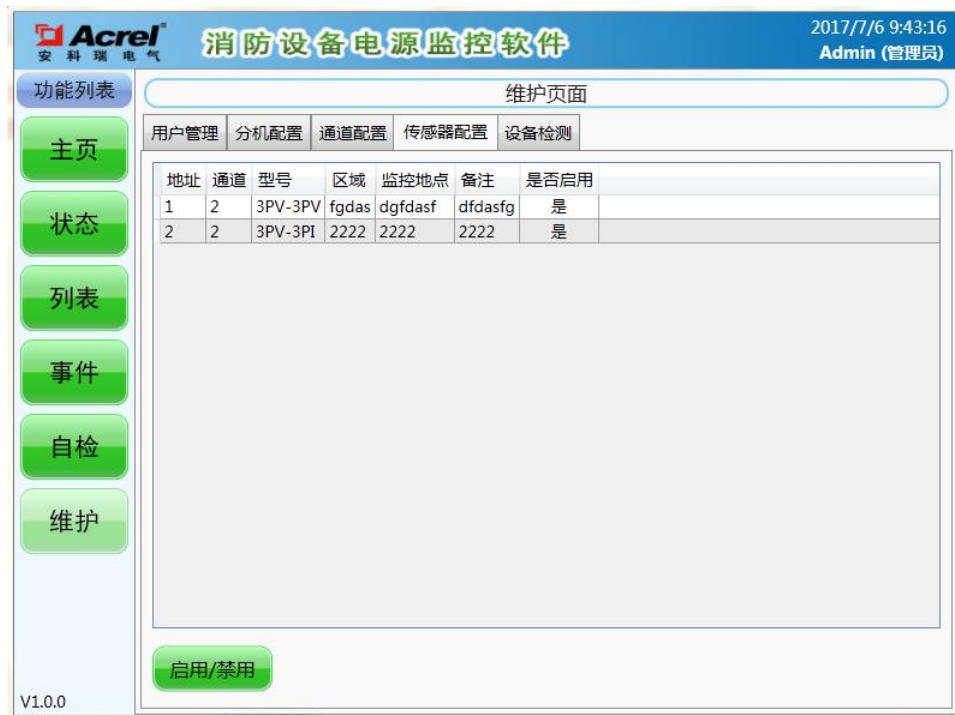 Acrel
安科瑞电气
消防设备电源监控软件
2017/7/6 9:43:16
Admin (管理员)
功能列表
维护页面
主页
状态
列表
事件
自检
维护
用户管理 分机配置 通道配置 传感器配置 设备检测
地址 通道 型号 区域 监控地点 备注 是否启用
1 2 3PV-3PV fgdas dgfdasf dfdasfg 是
2 2 3PV-3PI 2222 2222 2222 是
启用/禁用
V1.0.0